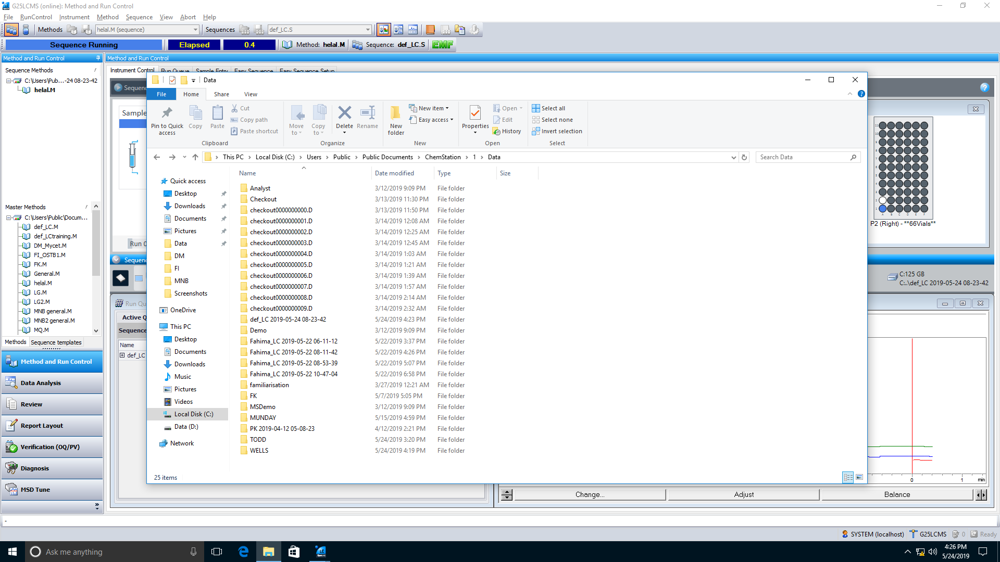 G25LCMS (online): Method and Run Control
File RunControl Instrument Method Sequence View Abort Help
Methods helal.M (sequence) Sequences def_LC.S
Sequence Running Elapsed 0.4 Method: helal.M Sequence: def_LC.S EMF
Method and Run Control
Sequence Methods
C:\Users\Pub...-24 08-23-42
helal.M
Master Methods
C:\Users\Public\Docum...
def_LC.M
def_LCtraining.M
DM_Mycet.M
FI_OSTB1.M
FK.M
General.M
helal.M
LG.M
LG2.M
MNB general.M
MNB2 general.M
MQ.M
Methods Sequence templates
Method and Run Control
Data Analysis
Review
Report Layout
Verification (OQ/PV)
Diagnosis
MSD Tune
Method and Run Control
Instrument Control Run Queue Sample Entry Easy Sequence Easy Sequence Setup
Sequenc
Sample
Run 0
Sequenc
Run Qu
Active Q
Sequence
Name
def_LC
Data
File Home Share View
Pin to Quick access
Copy
Paste
Cut
Copy path
Paste shortcut
Clipboard
Move to
Copy to
Delete
Rename
Organize
New folder
New item
Easy access
New
Properties
Open
Edit
History
Open
Select all
Select none
Invert selection
Select
This PC Local Disk (C:) Users Public Public Documents ChemStation 1 Data
Search Data
Quick access
Desktop
Downloads
Documents
Pictures
Data
DM
FI
MNB
Screenshots
OneDrive
This PC
Desktop
Documents
Downloads
Music
Pictures
Videos
Local Disk (C:)
Data (D:)
Network
Name Date modified Type Size
Analyst 3/12/2019 9:09 PM File folder
Checkout 3/13/2019 11:30 PM File folder
checkout0000000000.D 3/13/2019 11:50 PM File folder
checkout0000000001.D 3/14/2019 12:08 AM File folder
checkout0000000002.D 3/14/2019 12:25 AM File folder
checkout0000000003.D 3/14/2019 12:45 AM File folder
checkout0000000004.D 3/14/2019 1:03 AM File folder
checkout0000000005.D 3/14/2019 1:21 AM File folder
checkout0000000006.D 3/14/2019 1:39 AM File folder
checkout0000000007.D 3/14/2019 1:57 AM File folder
checkout0000000008.D 3/14/2019 2:14 AM File folder
checkout0000000009.D 3/14/2019 2:32 AM File folder
def_LC 2019-05-24 08-23-42 5/24/2019 4:23 PM File folder
Demo 3/12/2019 9:09 PM File folder
Fahima_LC 2019-05-22 06-11-12 5/22/2019 3:37 PM File folder
Fahima_LC 2019-05-22 08-11-42 5/22/2019 4:26 PM File folder
Fahima_LC 2019-05-22 08-53-39 5/22/2019 5:07 PM File folder
Fahima_LC 2019-05-22 10-47-04 5/22/2019 6:58 PM File folder
familiarisation 3/27/2019 12:21 AM File folder
FK 5/7/2019 5:05 PM File folder
MSDemo 3/12/2019 9:09 PM File folder
MUNDAY 5/15/2019 4:59 PM File folder
PK 2019-04-12 05-08-23 4/12/2019 2:21 PM File folder
TODD 5/24/2019 3:20 PM File folder
WELLS 5/24/2019 4:19 PM File folder
25 items
P2 (Right) - **66Vials**
C:125 GB
C:..\def_LC 2019-05-24 08-23-42
0 1 min
Change... Adjust Balance
-
SYSTEM (localhost) G25LCMS 0 Ready
Ask me anything
4:26 PM
5/24/2019